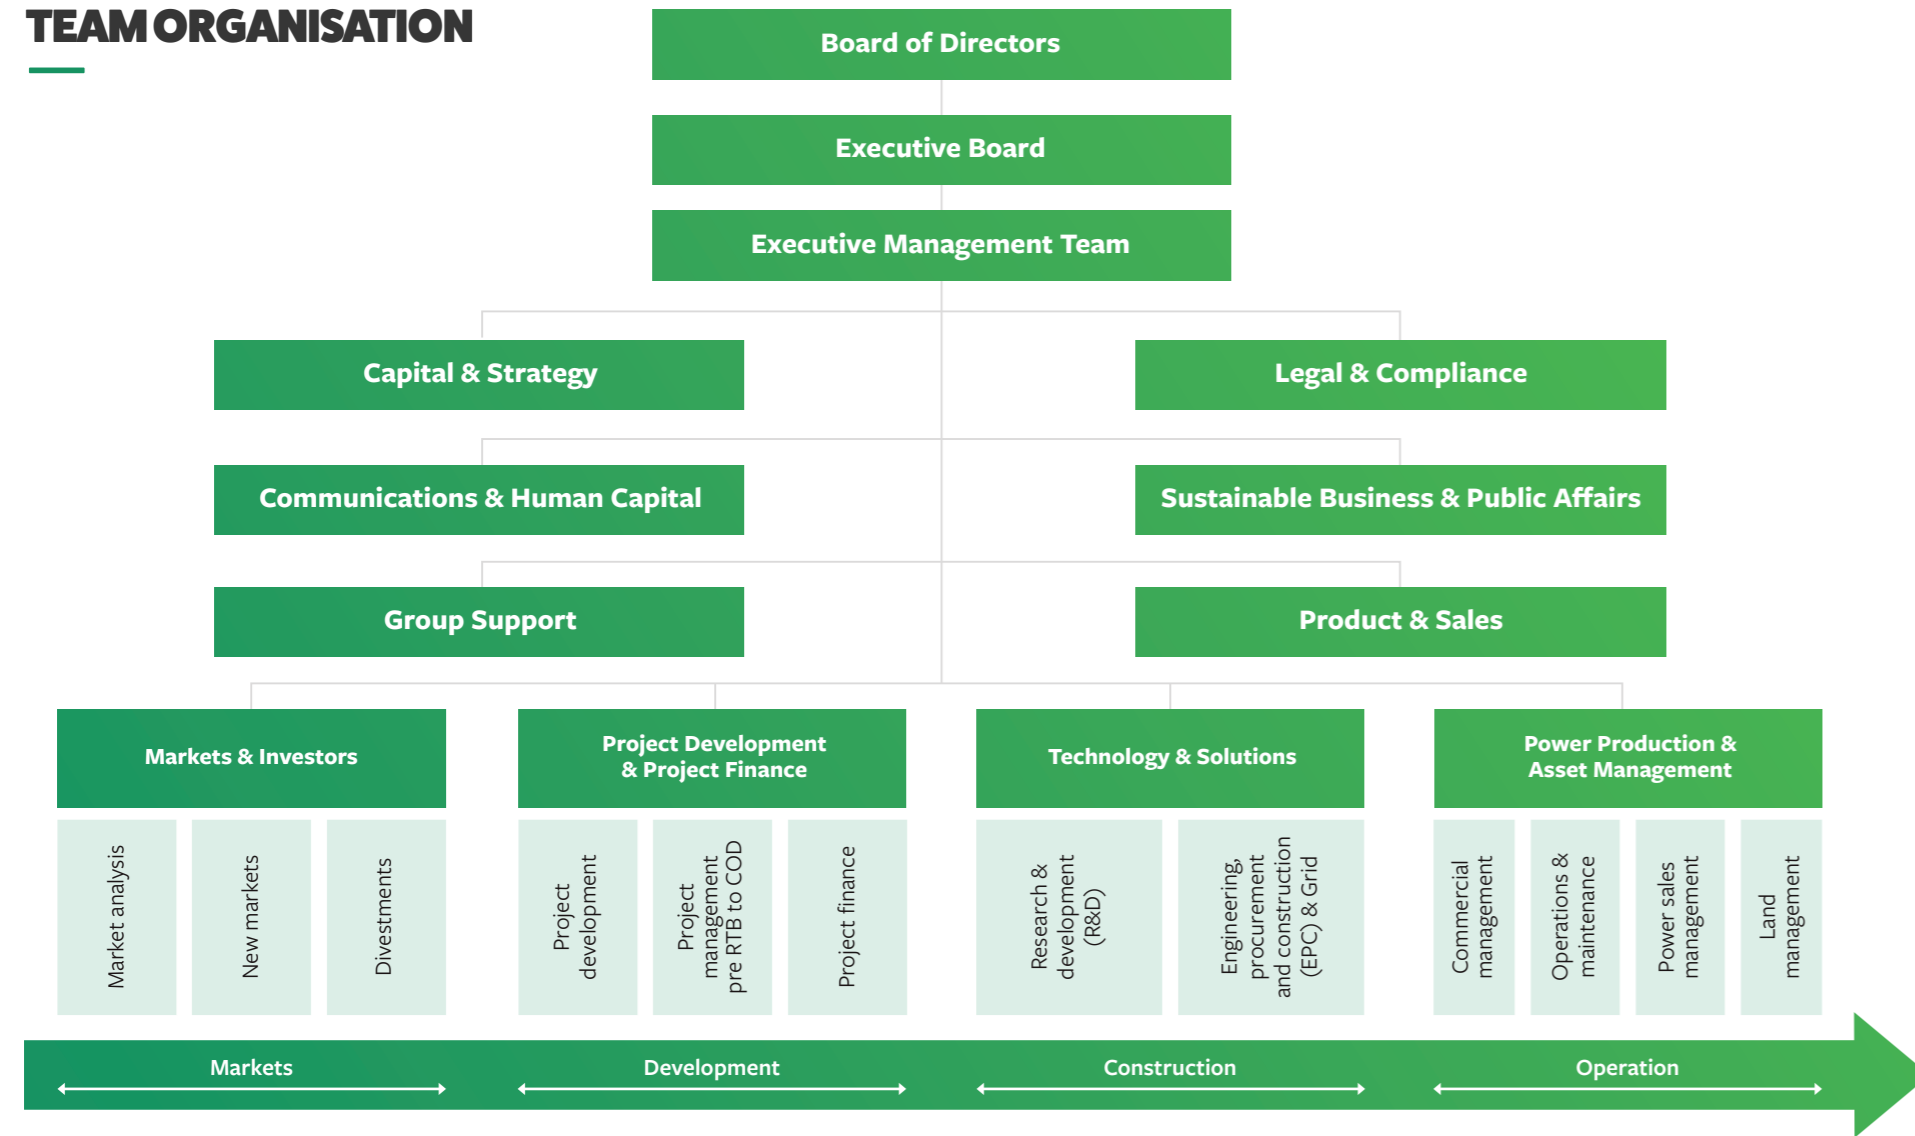 TEAM ORGANISATION
Board of Directors
Executive Board
Executive Management Team
Capital & Strategy
Legal & Compliance
Communications & Human Capital
Sustainable Business & Public Affairs
Group Support
Product & Sales
Markets & Investors
Project Development
& Project Finance
Technology & Solutions
Power Production &
Asset Management
Market analysis
New markets
Divestments
Project
development
Project
management
pre RTB to COD
Project finance
Research &
development
(R&D)
Engineering,
procurement
and construction
(EPC) & Grid
Commercial
management
Operations &
maintenance
Power sales
management
Land
management
Markets
Development
Construction
Operation